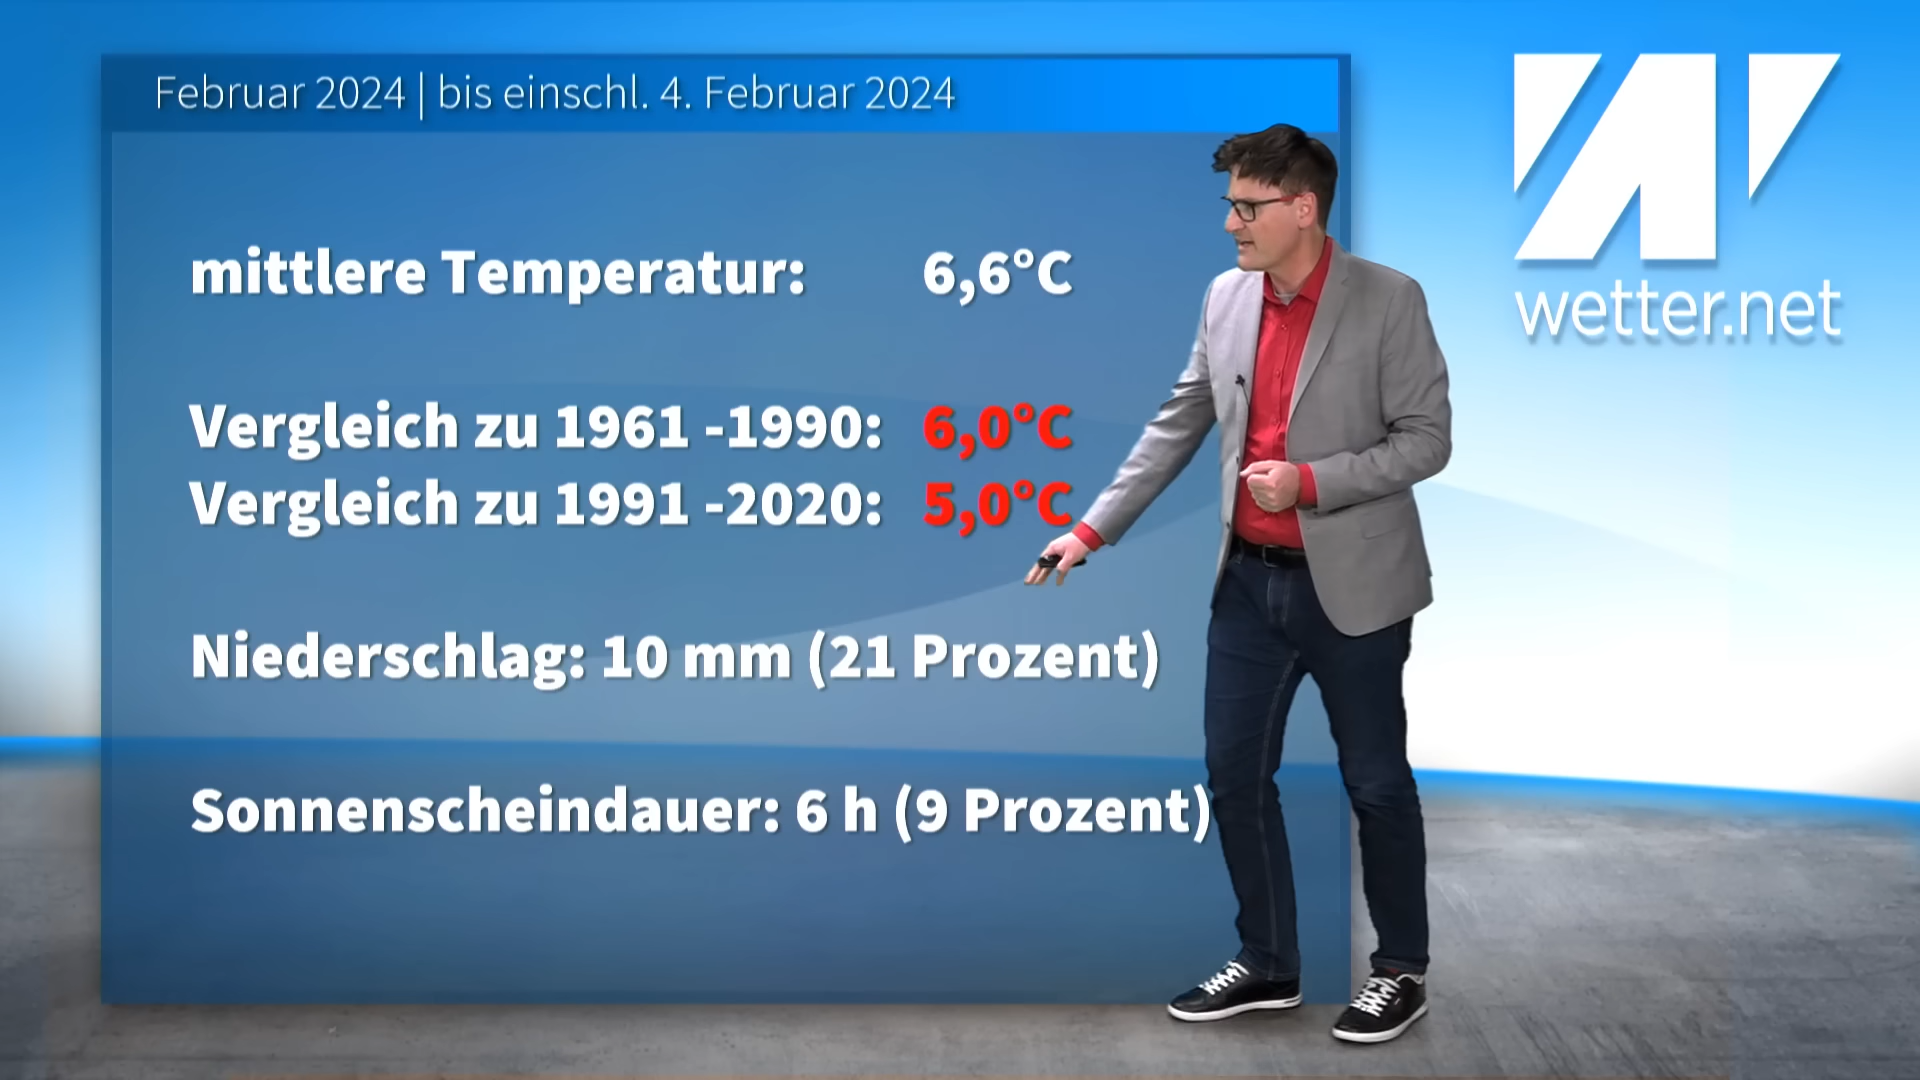 Februar 2024 | bis einschl. 4. Februar 2024
mittlere Temperatur: 6,6°C
Vergleich zu 1961 -1990: 6,0°C
Vergleich zu 1991 -2020: 5,0°C
Niederschlag: 10 mm (21 Prozent)
Sonnenscheindauer: 6 h (9 Prozent)
wetter.net